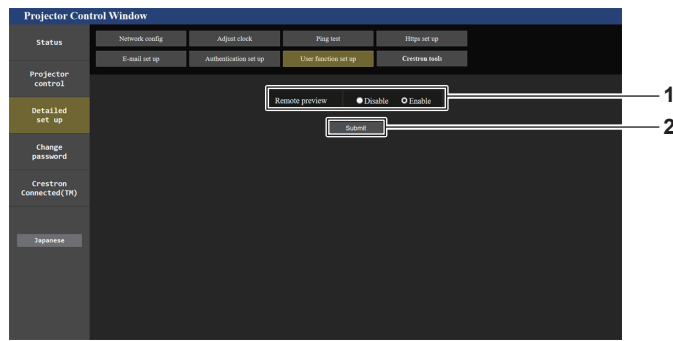 Projector Control Window
Status
Network config
Adjust clock
Ping test
Https set up
E-mail set up
Authentication set up
User function set up
Crestron tools
Projector
control
Detailed
set up
Change
password
Crestron
Connected(TM)
Japanese
Remote preview
Disable
Enable
1
Submit
2